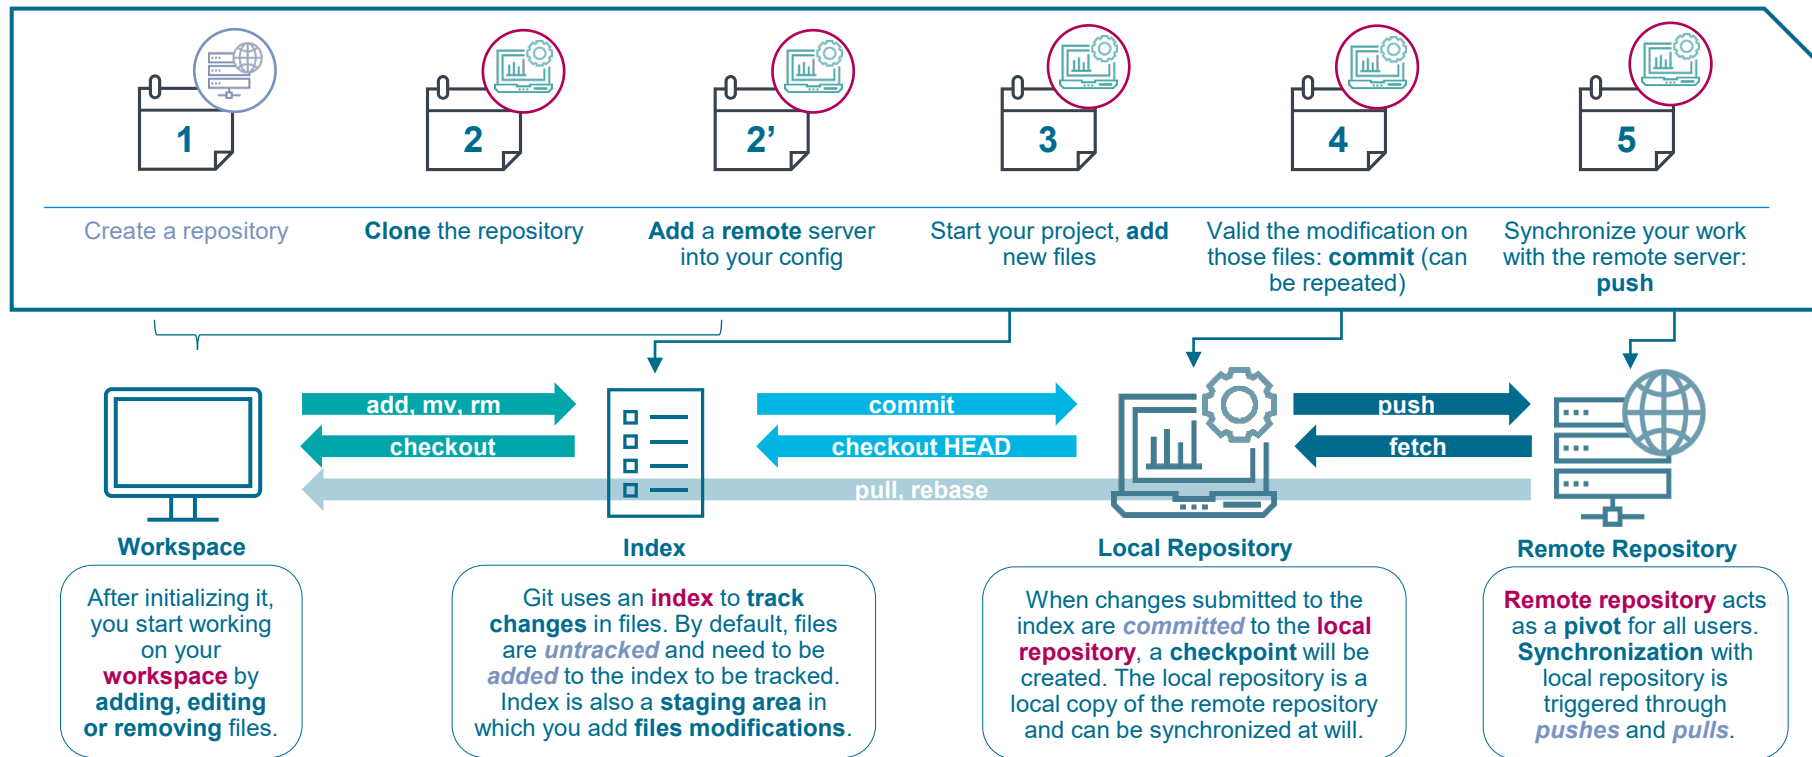 1
2
2’
3
4
5
Create a repository
Clone the repository
Add a remote server
into your config
Start your project, add
new files
Valid the modification on
those files: commit (can
be repeated)
Synchronize your work
with the remote server:
push
add, mv, rm
checkout
commit
checkout HEAD
push
fetch
pull, rebase
Workspace
Index
Local Repository
Remote Repository
After initializing it,
you start working
on your
workspace by
adding, editing
or removing files.
Git uses an index to track
changes in files. By default, files
are untracked and need to be
added to the index to be tracked.
Index is also a staging area in
which you add files modifications.
When changes submitted to the
index are committed to the local
repository, a checkpoint will be
created. The local repository is a
local copy of the remote repository
and can be synchronized at will.
Remote repository acts
as a pivot for all users.
Synchronization with
local repository is
triggered through
pushes and pulls.